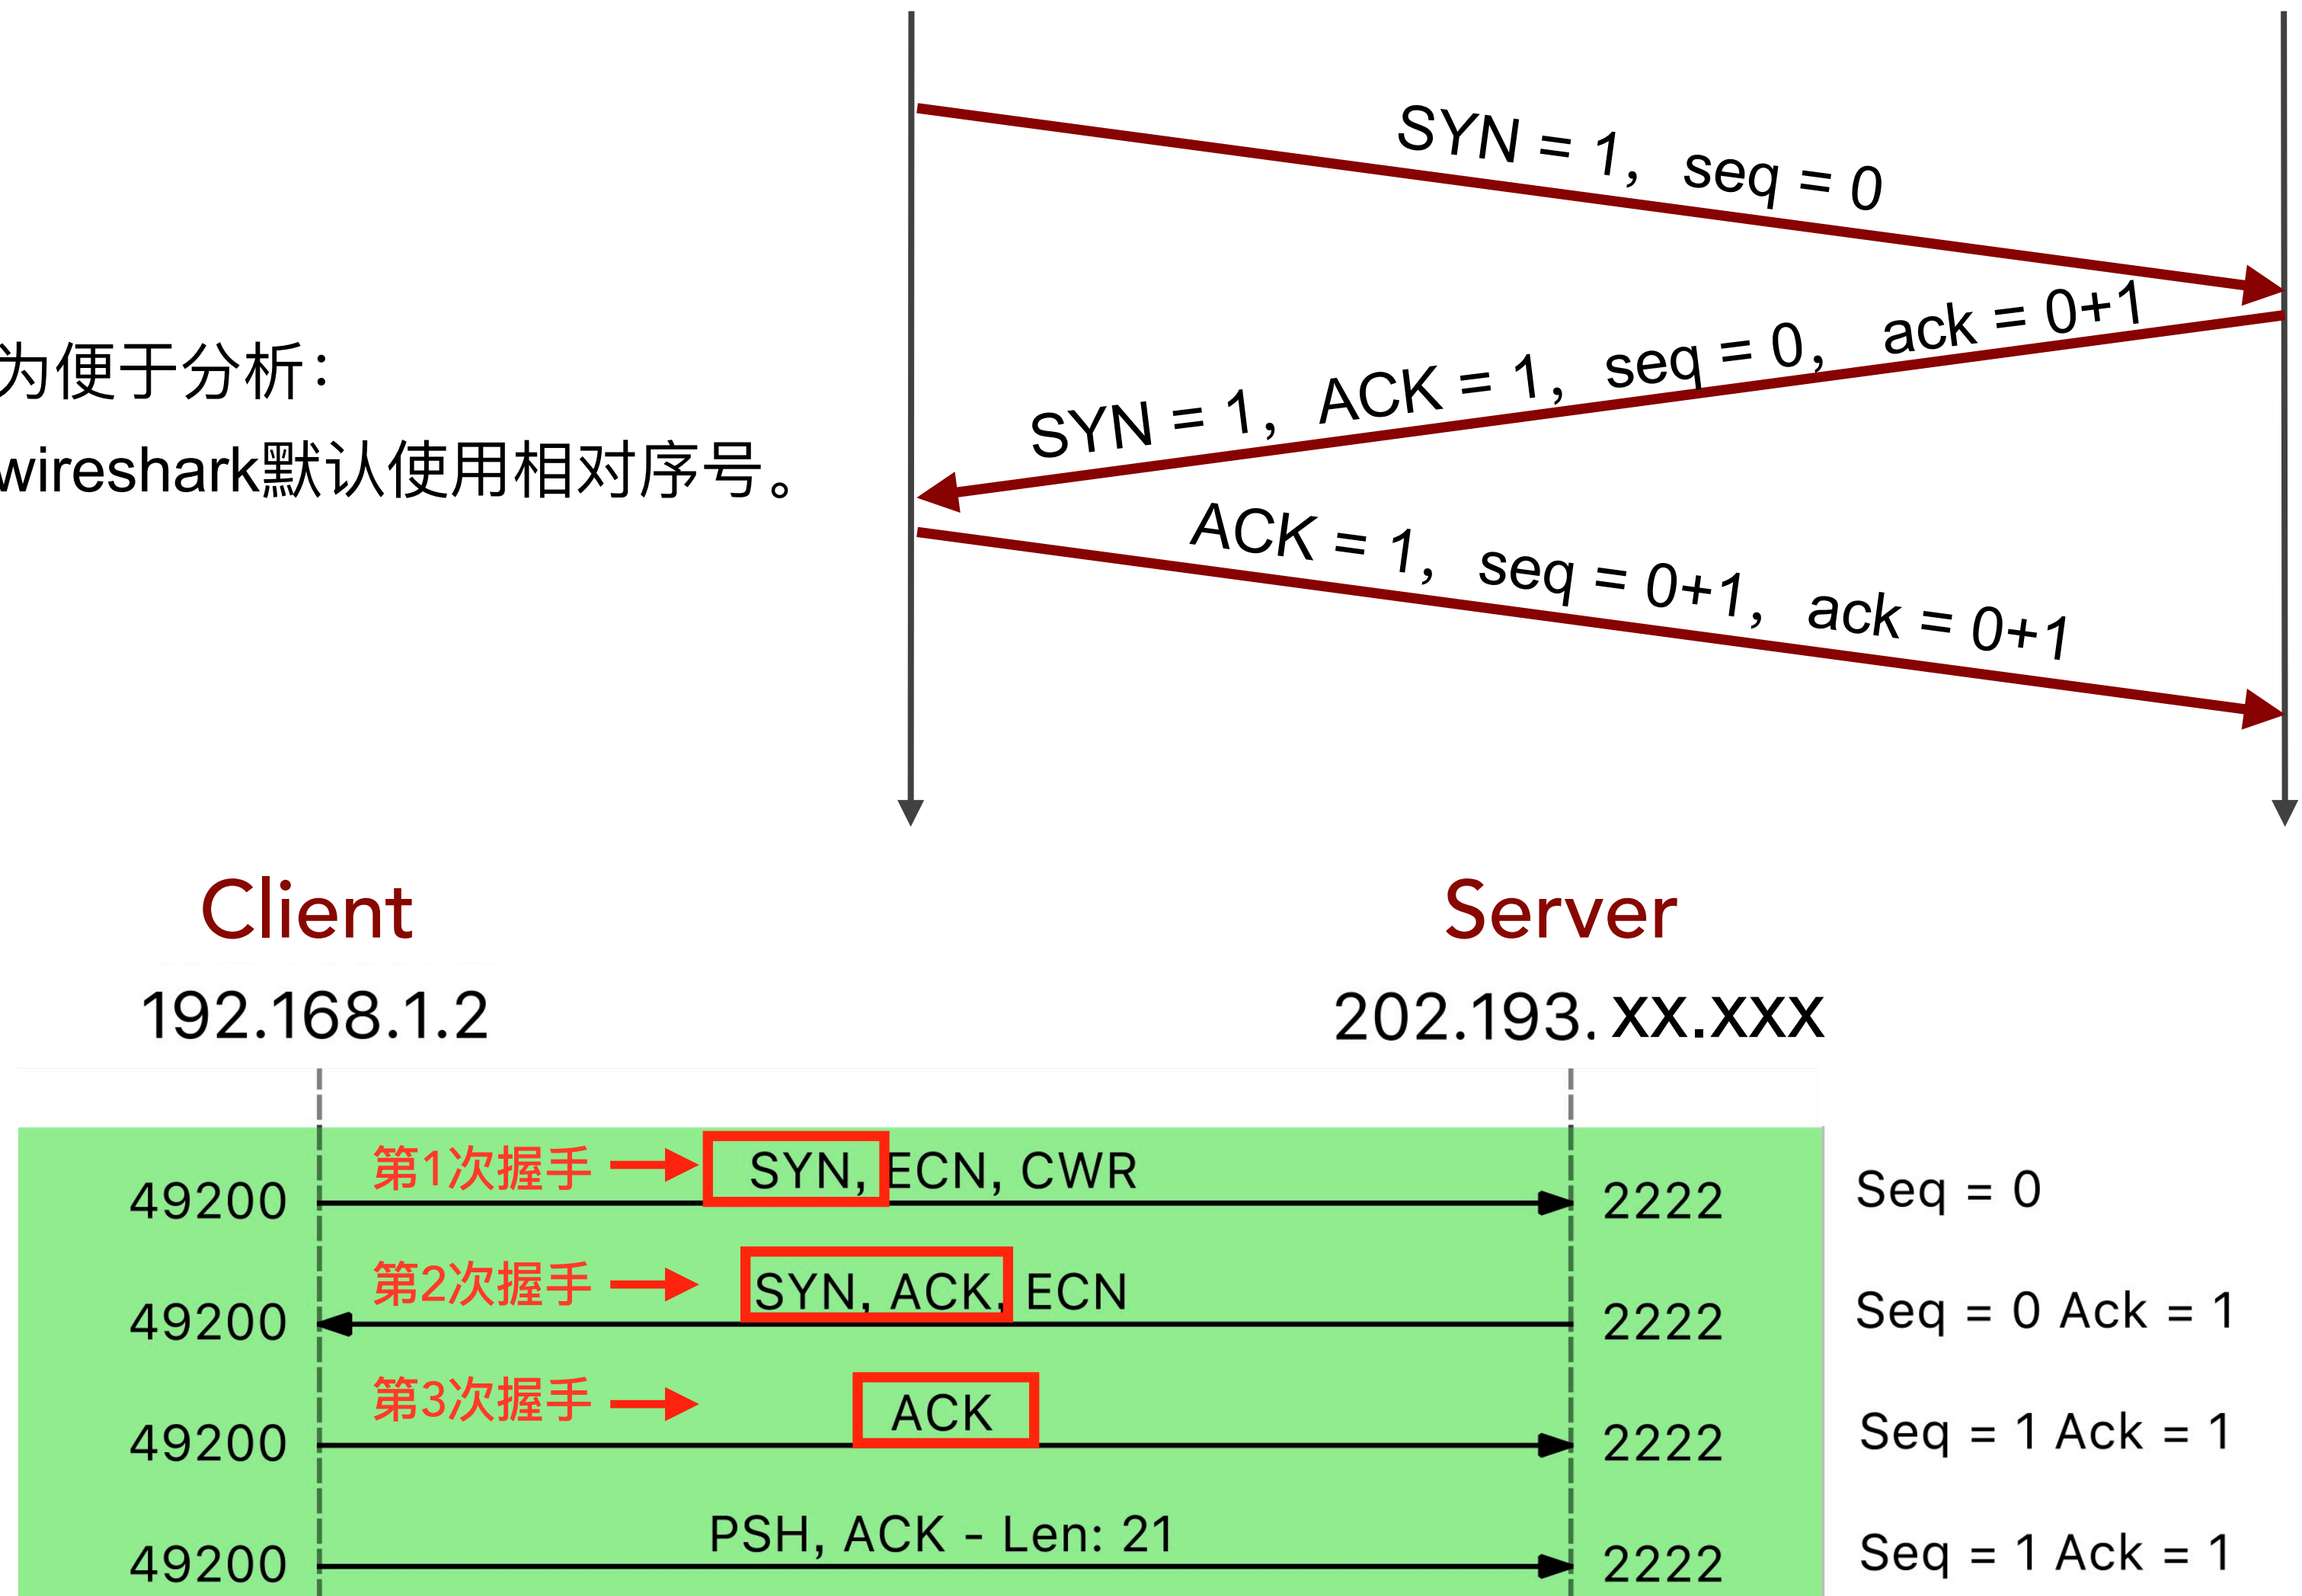 SYN = 1，seq = 0
SYN = 1，ACK = 1，seq = 0， ack = 0+1
为便于分析：
wireshark默认使用相对序号。
ACK = 1，seq = 0+1，ack = 0+1
Client Server
192.168.1.2 202.193.xx.xxx
第1次握手 SYN, ECN, CWR
49200 2222 Seq = 0
第2次握手 SYN, ACK, ECN
49200 2222 Seq = 0 Ack = 1
第3次握手 ACK
49200 2222 Seq = 1 Ack = 1
PSH, ACK - Len: 21
49200 2222 Seq = 1 Ack = 1